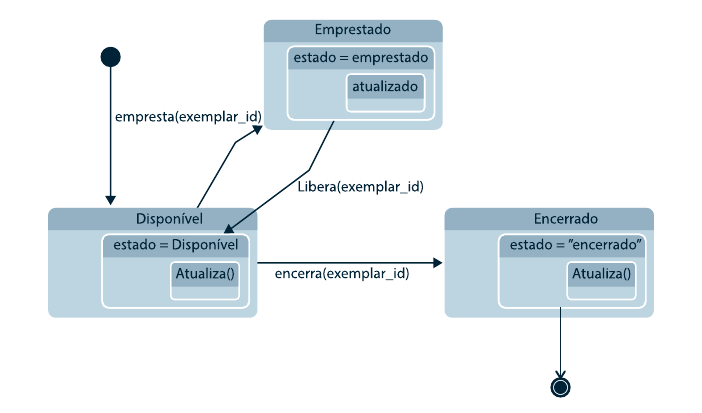 Emprestado
estado = emprestado
atualizado
empresta(exemplar_id)
Libera(exemplar_id)
Disponível
estado = Disponível
Atualiza()
encerra(exemplar_id)
Encerrado
estado = ”encerrado”
Atualiza()